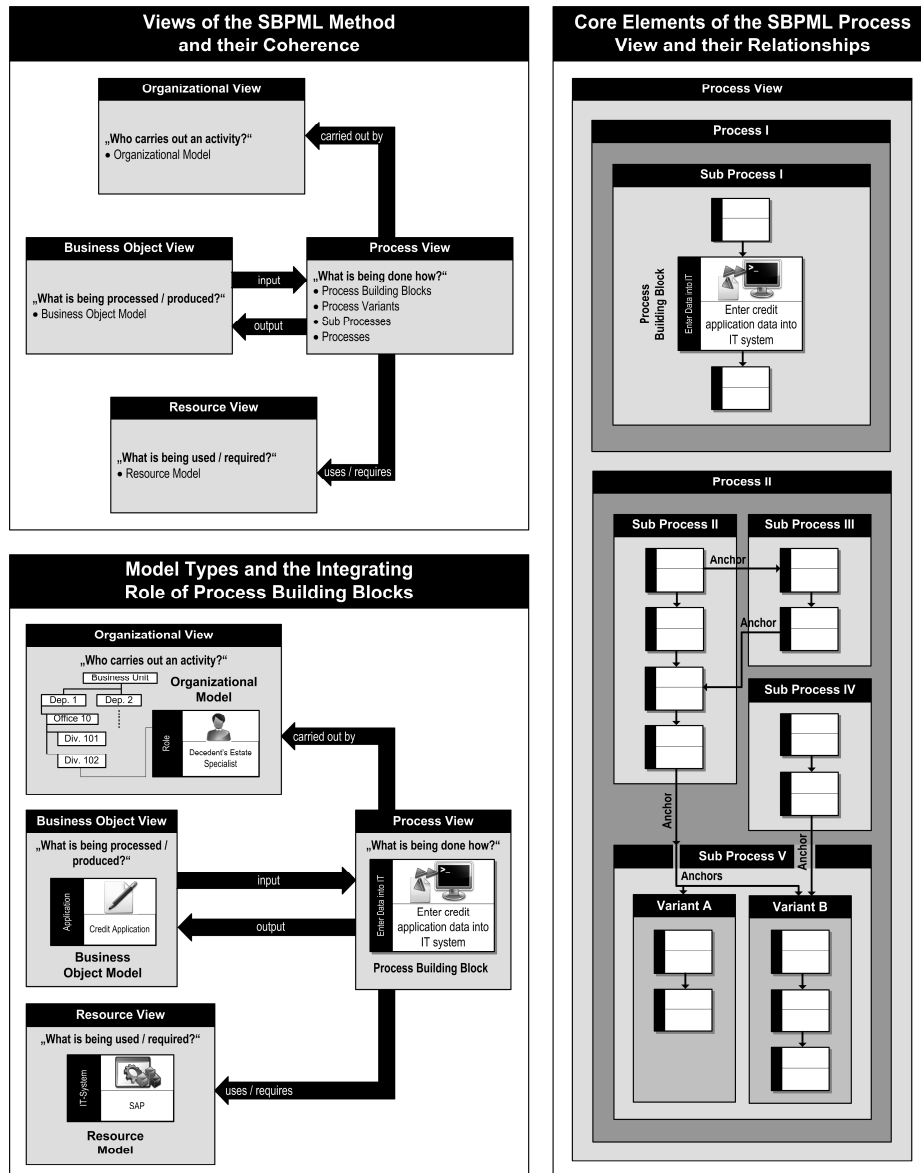 Views of the SBPML Method
and their Coherence
Organizational View
„Who carries out an activity?“
• Organizational Model
carried out by
Business Object View
„What is being processed / produced?“
• Business Object Model
input
output
Process View
„What is being done how?“
• Process Building Blocks
• Process Variants
• Sub Processes
• Processes
Resource View
„What is being used / required?“
• Resource Model
uses / requires
Model Types and the Integrating
Role of Process Building Blocks
Organizational View
„Who carries out an activity?“
Business Unit
Dep. 1
Dep. 2
Office 10
Div. 101
Div. 102
Organizational
Model
Role
Decedent's Estate
Specialist
carried out by
Business Object View
„What is being processed /
produced?“
Application
Credit Application
Business
Object Model
input
output
Process View
„What is being done how?“
Enter Data into IT
>_
Enter credit
application data into
IT system
Process Building Block
Resource View
„What is being used / required?“
IT-System
SAP
Resource
Model
uses / requires
Core Elements of the SBPML Process
View and their Relationships
Process View
Process I
Sub Process I
Process
Building Block
Enter Data into IT
>_
Enter credit
application data into
IT system
Process II
Sub Process II
Sub Process III
Anchor
Anchor
Sub Process IV
Anchor
Anchor
Sub Process V
Anchors
Variant A
Variant B